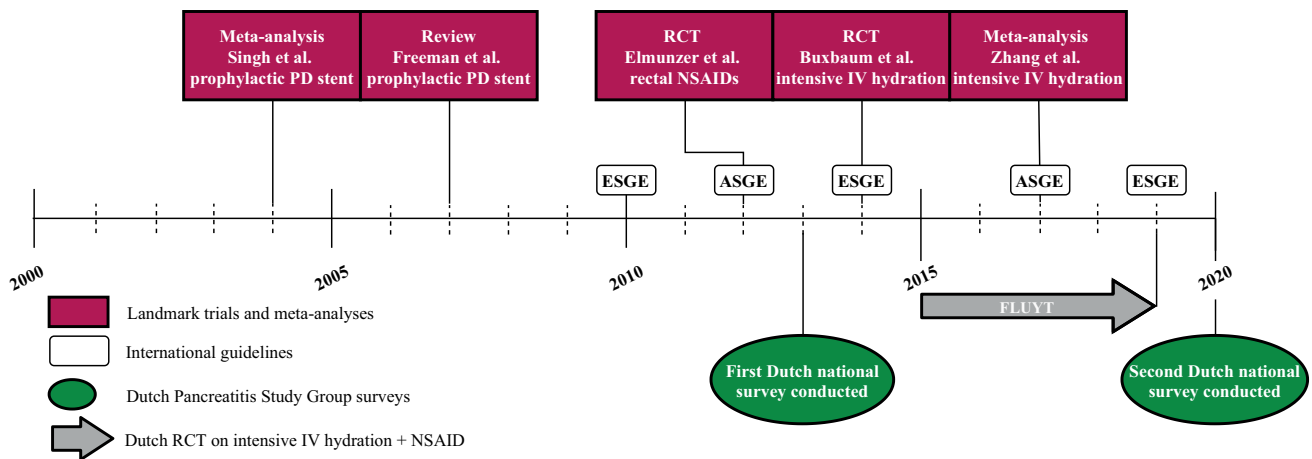 Meta-analysis
Singh et al.
prophylactic PD stent
Review
Freeman et al.
prophylactic PD stent
RCT
Elmunzer et al.
rectal NSAIDs
RCT
Buxbaum et al.
intensive IV hydration
Meta-analysis
Zhang et al.
intensive IV hydration
ESGE
ASGE
ESGE
ASGE
ESGE
2000
2005
2010
2015
2020
FLUYT
First Dutch national
survey conducted
Second Dutch national
survey conducted
Landmark trials and meta-analyses
International guidelines
Dutch Pancreatitis Study Group surveys
Dutch RCT on intensive IV hydration + NSAID